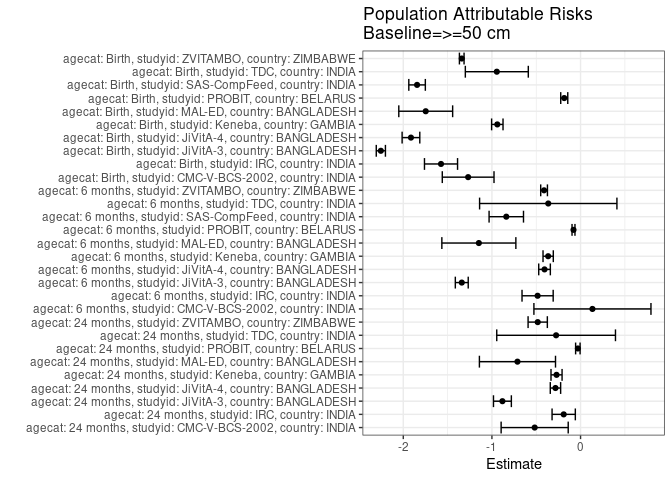 Population Attributable Risks
Baseline=>=50 cm
agecat: Birth, studyid: ZVITAMBO, country: ZIMBABWE
agecat: Birth, studyid: TDC, country: INDIA
agecat: Birth, studyid: SAS-CompFeed, country: INDIA
agecat: Birth, studyid: PROBIT, country: BELARUS
agecat: Birth, studyid: MAL-ED, country: BANGLADESH
agecat: Birth, studyid: Keneba, country: GAMBIA
agecat: Birth, studyid: JiVitA-4, country: BANGLADESH
agecat: Birth, studyid: JiVitA-3, country: BANGLADESH
agecat: Birth, studyid: IRC, country: INDIA
agecat: Birth, studyid: CMC-V-BCS-2002, country: INDIA
agecat: 6 months, studyid: ZVITAMBO, country: ZIMBABWE
agecat: 6 months, studyid: TDC, country: INDIA
agecat: 6 months, studyid: SAS-CompFeed, country: INDIA
agecat: 6 months, studyid: PROBIT, country: BELARUS
agecat: 6 months, studyid: MAL-ED, country: BANGLADESH
agecat: 6 months, studyid: Keneba, country: GAMBIA
agecat: 6 months, studyid: JiVitA-4, country: BANGLADESH
agecat: 6 months, studyid: JiVitA-3, country: BANGLADESH
agecat: 6 months, studyid: IRC, country: INDIA
agecat: 6 months, studyid: CMC-V-BCS-2002, country: INDIA
agecat: 24 months, studyid: ZVITAMBO, country: ZIMBABWE
agecat: 24 months, studyid: TDC, country: INDIA
agecat: 24 months, studyid: PROBIT, country: BELARUS
agecat: 24 months, studyid: MAL-ED, country: BANGLADESH
agecat: 24 months, studyid: Keneba, country: GAMBIA
agecat: 24 months, studyid: JiVitA-4, country: BANGLADESH
agecat: 24 months, studyid: JiVitA-3, country: BANGLADESH
agecat: 24 months, studyid: IRC, country: INDIA
agecat: 24 months, studyid: CMC-V-BCS-2002, country: INDIA
-2 -1 0
Estimate